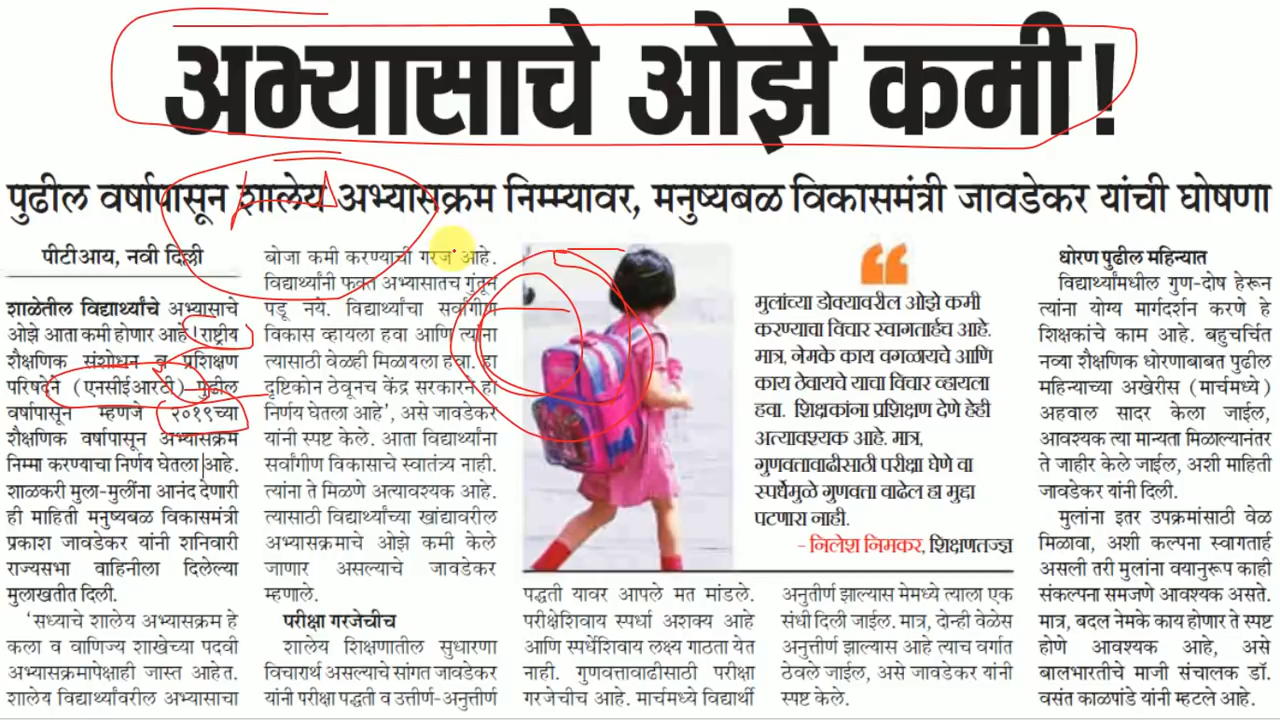 अभ्यासाचे ओझे कमी!
पुढील वर्षापासून शालेय अभ्यासक्रम निम्म्यावर, मनुष्यबळ विकासमंत्री जावडेकर यांची घोषणा
पीटीआय, नवी दिल्ली
शाळेतील विद्यार्थ्यांचे अभ्यासाचे
ओझे आता कमी होणार आहे. राष्ट्रीय
शैक्षणिक संशोधन व प्रशिक्षण
परिषदेने (एनसीईआरटी) पुढील
वर्षापासून म्हणजे २०१९च्या
शैक्षणिक वर्षापासून अभ्यासक्रम
निम्मा करण्याचा निर्णय घेतला आहे.
शाळकरी मुला-मुलींना आनंद देणारी
ही माहिती मनुष्यबळ विकासमंत्री
प्रकाश जावडेकर यांनी शनिवारी
राज्यसभा वाहिनीला दिलेल्या
मुलाखतीत दिली.
'सध्याचे शालेय अभ्यासक्रम हे
कला व वाणिज्य शाखेच्या पदवी
अभ्यासक्रमापेक्षाही जास्त आहेत.
शालेय विद्यार्थ्यांवरील अभ्यासाचा
बोजा कमी करण्याची गरज आहे.
विद्यार्थ्यांनी फक्त अभ्यासातच गुंतून
पडू नये. विद्यार्थ्यांचा सर्वांगीण
विकास व्हायला हवा आणि त्यांना
त्यासाठी वेळही मिळायला हवा. हा
दृष्टिकोन ठेवूनच केंद्र सरकारने हा
निर्णय घेतला आहे', असे जावडेकर
यांनी स्पष्ट केले. आता विद्यार्थ्यांना
सर्वांगीण विकासाचे स्वातंत्र्य नाही.
त्यांना ते मिळणे अत्यावश्यक आहे.
त्यासाठी विद्यार्थ्यांच्या खांद्यावरील
अभ्यासक्रमाचे ओझे कमी केले
जाणार असल्याचे जावडेकर
म्हणाले.
परीक्षा गरजेचीच
शालेय शिक्षणातील सुधारणा
विचारार्थ असल्याचे सांगत जावडेकर
यांनी परीक्षा पद्धती व उत्तीर्ण-अनुत्तीर्ण
पद्धती यावर आपले मत मांडले.
परीक्षेशिवाय स्पर्धा अशक्य आहे
आणि स्पर्धेशिवाय लक्ष्य गाठता येत
नाही. गुणवत्तावाढीसाठी परीक्षा
गरजेचीच आहे. मार्चमध्ये विद्यार्थी
अनुतीर्ण झाल्यास मेमध्ये त्याला एक
संधी दिली जाईल. मात्र, दोन्ही वेळेस
अनुत्तीर्ण झाल्यास आहे त्याच वर्गात
ठेवले जाईल, असे जावडेकर यांनी
स्पष्ट केले.
मुलांच्या डोक्यावरील ओझे कमी
करण्याचा विचार स्वागतार्हच आहे.
मात्र, नेमके काय वगळायचे आणि
काय ठेवायचे याचा विचार व्हायला
हवा. शिक्षकांना प्रशिक्षण देणे हेही
अत्यावश्यक आहे. मात्र,
गुणवत्तावाढीसाठी परीक्षा घेणे वा
स्पर्धेमुळे गुणवत्ता वाढेल हा मुद्दा
पटणारा नाही.
- निलेश निमकर, शिक्षणतज्ज्ञ
धोरण पुढील महिन्यात
विद्यार्थ्यांमधील गुण-दोष हेरून
त्यांना योग्य मार्गदर्शन करणे हे
शिक्षकांचे काम आहे. बहुचर्चित
नव्या शैक्षणिक धोरणाबाबत पुढील
महिन्याच्या अखेरीस (मार्चमध्ये)
अहवाल सादर केला जाईल,
आवश्यक त्या मान्यता मिळाल्यानंतर
ते जाहीर केले जाईल, अशी माहिती
जावडेकर यांनी दिली.
मुलांना इतर उपक्रमांसाठी वेळ
मिळावा, अशी कल्पना स्वागतार्ह
असली तरी मुलांना वयानुरूप काही
संकल्पना समजणे आवश्यक असते.
मात्र, बदल नेमके काय होणार ते स्पष्ट
होणे आवश्यक आहे, असे
बालभारतीचे माजी संचालक डॉ.
वसंत काळपांडे यांनी म्हटले आहे.